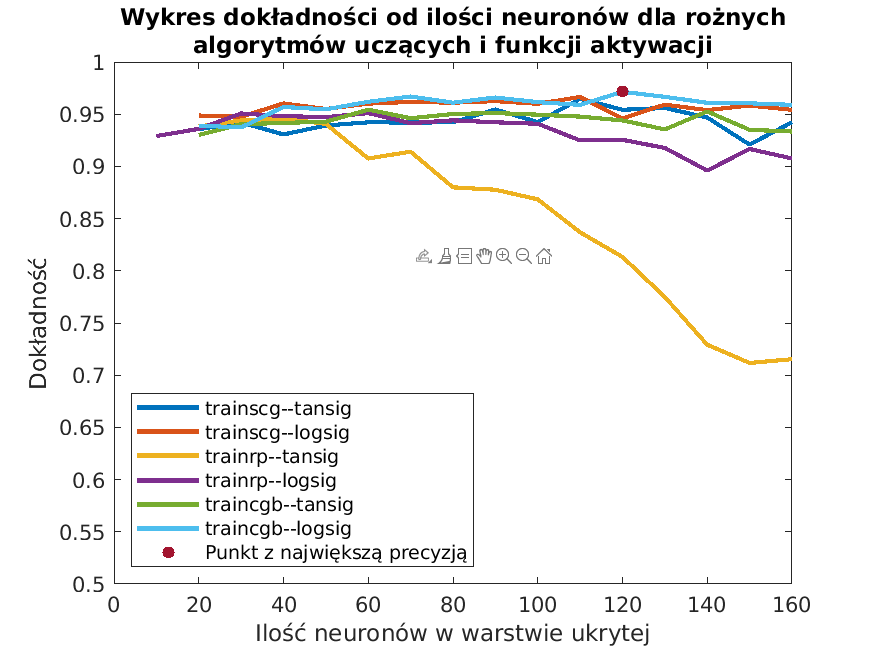 Wykres dokładności od ilości neuronów dla rożnych
algorytmów uczących i funkcji aktywacji
1
0.95
0.9
0.85
0.8
0.75
0.7
0.65
0.6
0.55
0.5
Dokładność
trainscg--tansig
trainscg--logsig
trainrp--tansig
trainrp--logsig
traincgb--tansig
traincgb--logsig
Punkt z największą precyzją
0 20 40 60 80 100 120 140 160
Ilość neuronów w warstwie ukrytej